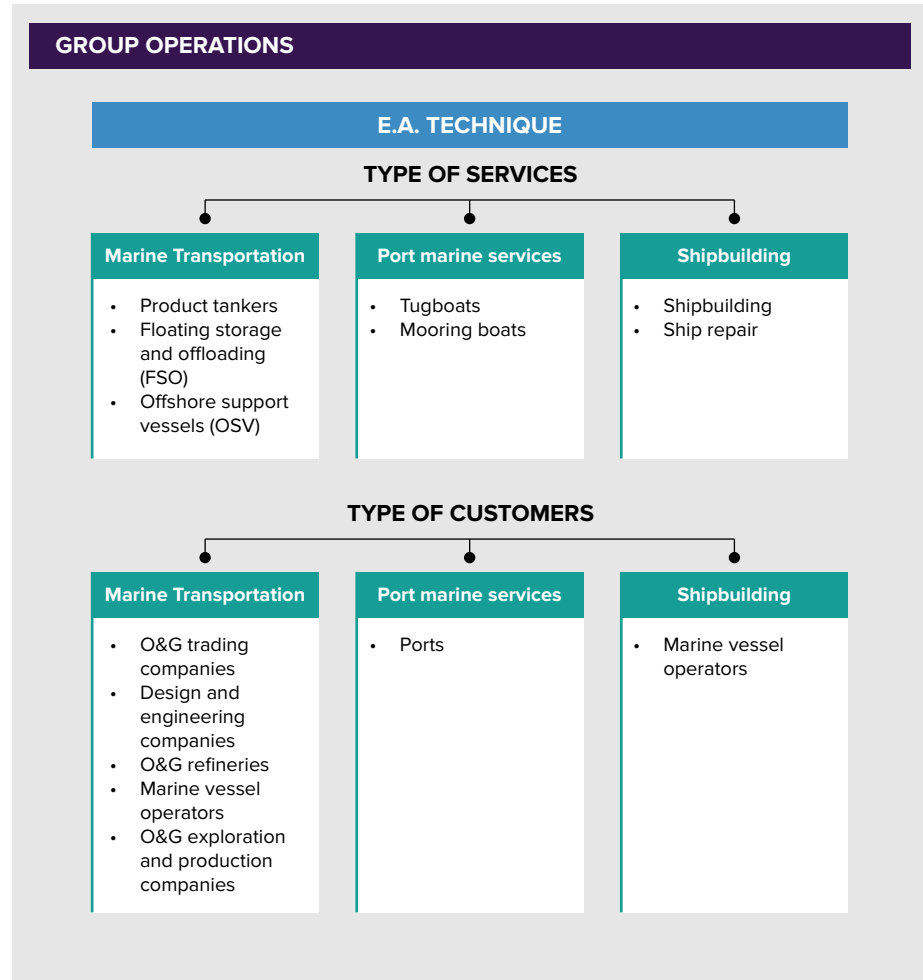 GROUP OPERATIONS
E.A. TECHNIQUE
TYPE OF SERVICES
Marine Transportation
• Product tankers
• Floating storage
and offloading
(FSO)
• Offshore support
vessels (OSV)
Port marine services
• Tugboats
• Mooring boats
Shipbuilding
• Shipbuilding
• Ship repair
TYPE OF CUSTOMERS
Marine Transportation
• O&G trading
companies
• Design and
engineering
companies
• O&G refineries
• Marine vessel
operators
• O&G exploration
and production
companies
Port marine services
• Ports
Shipbuilding
• Marine vessel
operators